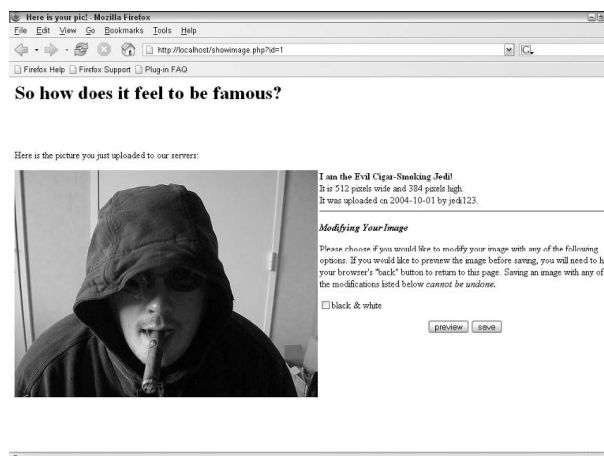 Here is your pic! - Mozilla Firefox
File Edit View Go Bookmarks Tools Help
http://localhost/showimage.php?id=1
Firefox Help Firefox Support Plug-in FAQ
So how does it feel to be famous?
Here is the picture you just uploaded to our servers:
I am the Evil Cigar-Smoking Jedi!
It is 512 pixels wide and 384 pixels high.
It was uploaded on 2004-10-01 by jedi123.
Modifying Your Image
Please choose if you would like to modify your image with any of the following
options. If you would like to preview the image before saving, you will need to h
your browser's "back" button to return to this page. Saving an image with any of
the modifications listed below cannot be undone.
black & white
preview save